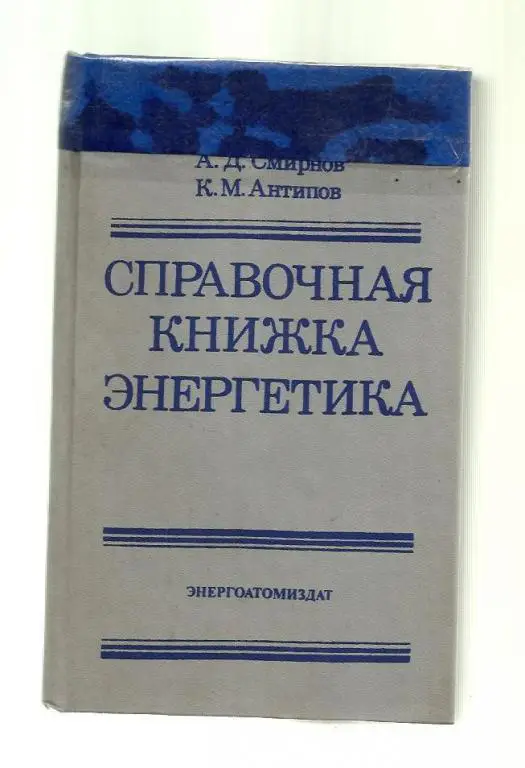 А. Д. Смирнов
К. М. Антипов
СПРАВОЧНАЯ
КНИЖКА
ЭНЕРГЕТИКА
ЭНЕРГОАТОМИЗДАТ